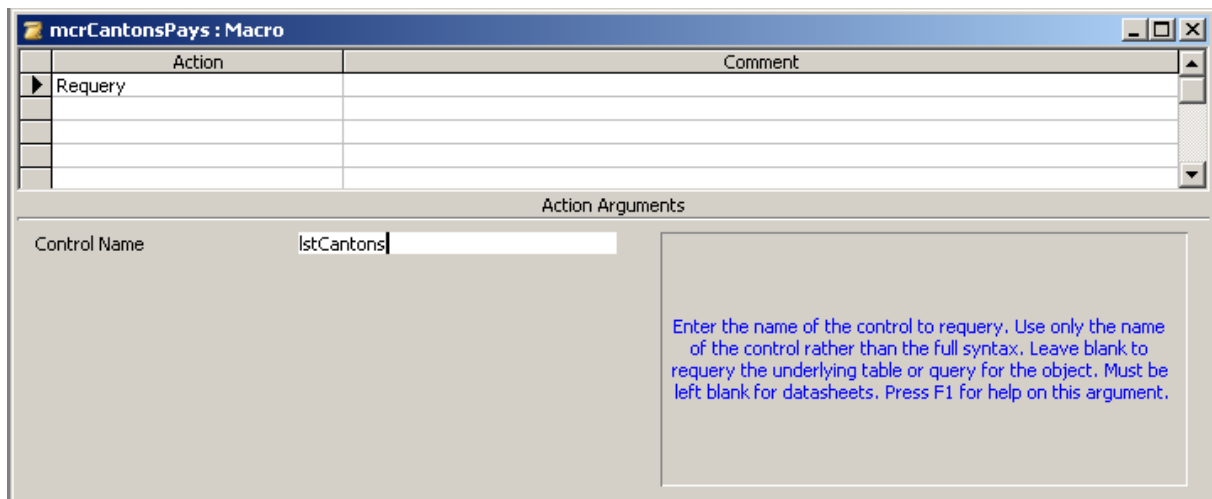 mcrCantonsPays : Macro
Action Comment
Requery
Action Arguments
Control Name lstCantons
Enter the name of the control to requery. Use only the name
of the control rather than the full syntax. Leave blank to
requery the underlying table or query for the object. Must be
left blank for datasheets. Press F1 for help on this argument.